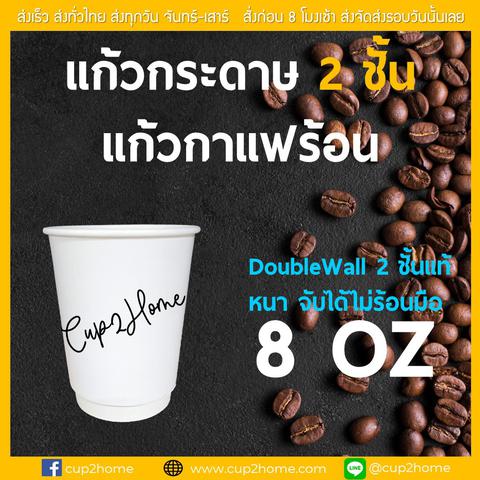 ส่งเร็ว ส่งทั่วไทย ส่งทุกวัน จันทร์-เสาร์ สั่งก่อน 8 โมงเช้า ส่งจัดส่งรอบวันนั้นเลย
แก้วกระดาษ 2 ชั้น
แก้วกาแฟร้อน
DoubleWall 2 ชั้นแท้
หนา จับได้ไม่ร้อนมือ
8 OZ
Cup2Home
cup2home
www.cup2home.com
LINE @cup2home